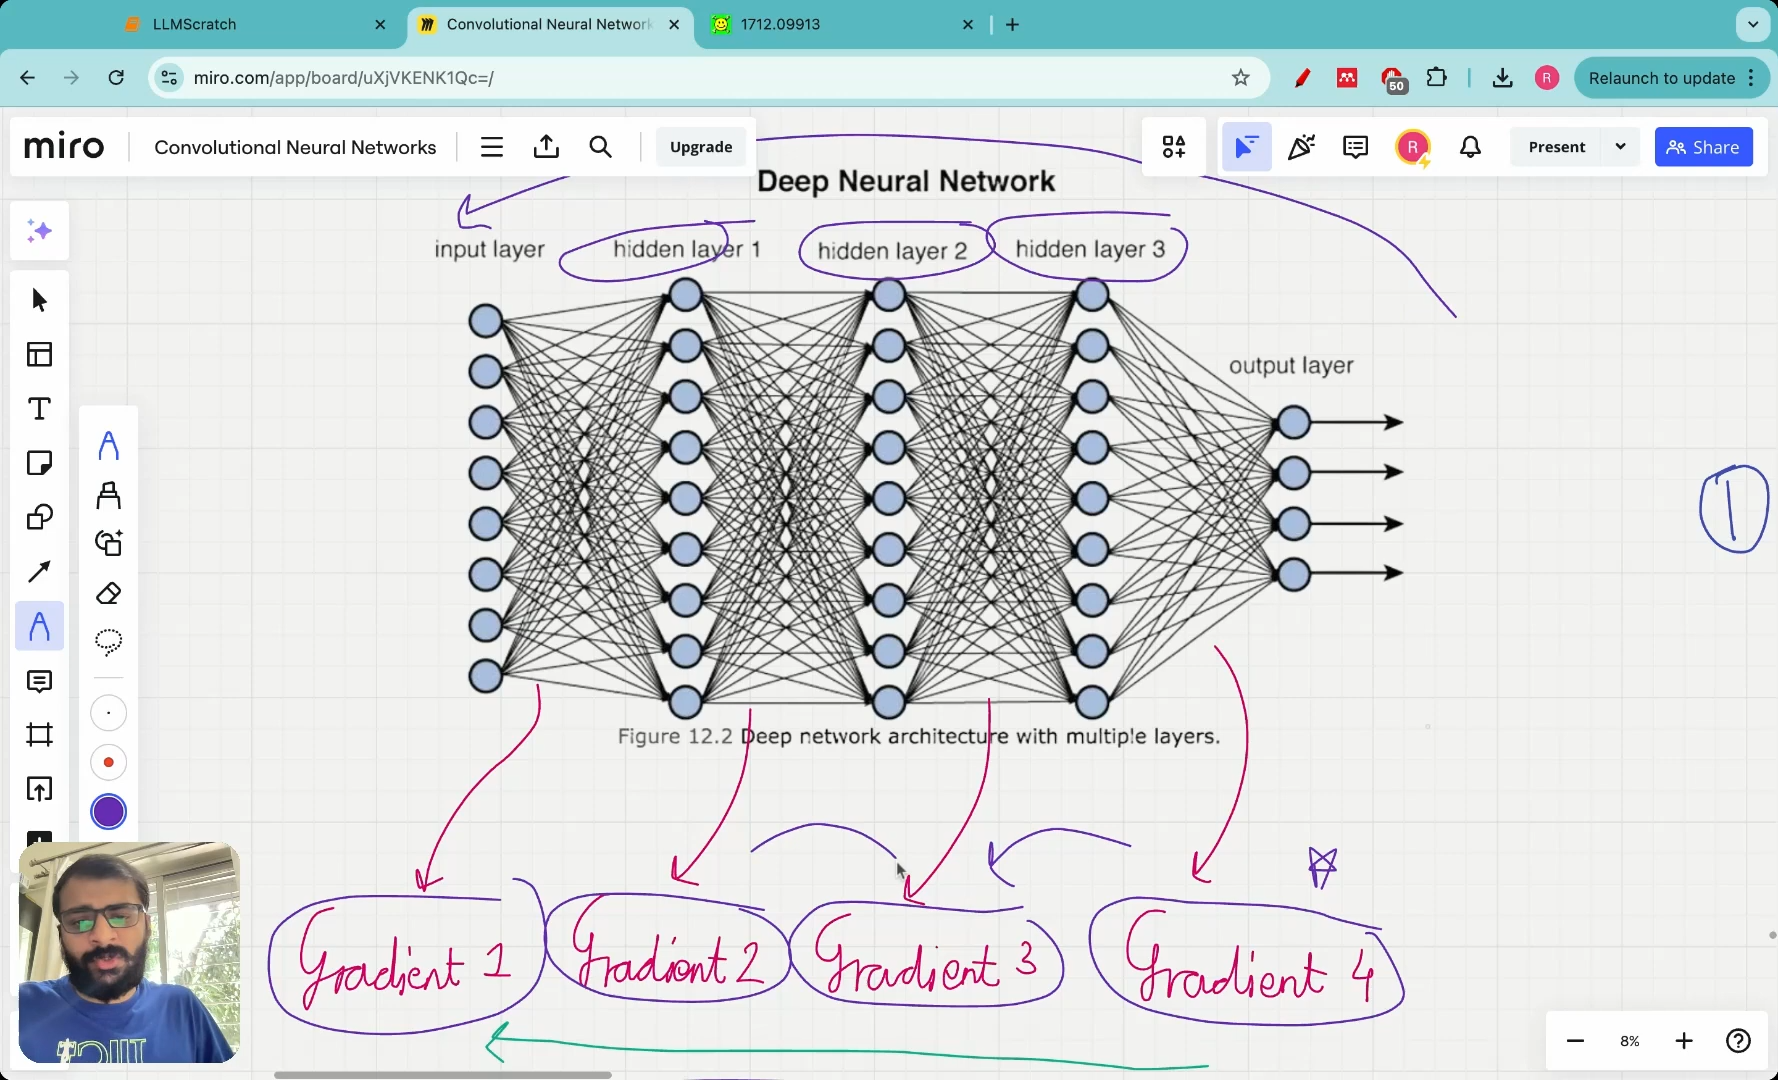 LLMScratch
Convolutional Neural Network
1712.09913
miro.com/app/board/uXjVKENK1Qc=/
50
R
Relaunch to update
miro
Convolutional Neural Networks
Upgrade
R
Present
Share
Deep Neural Network
input layer
hidden layer 1
hidden layer 2
hidden layer 3
output layer
1
Figure 12.2 Deep network architecture with multiple layers.
Gradient 1
Gradient 2
Gradient 3
Gradient 4
8%